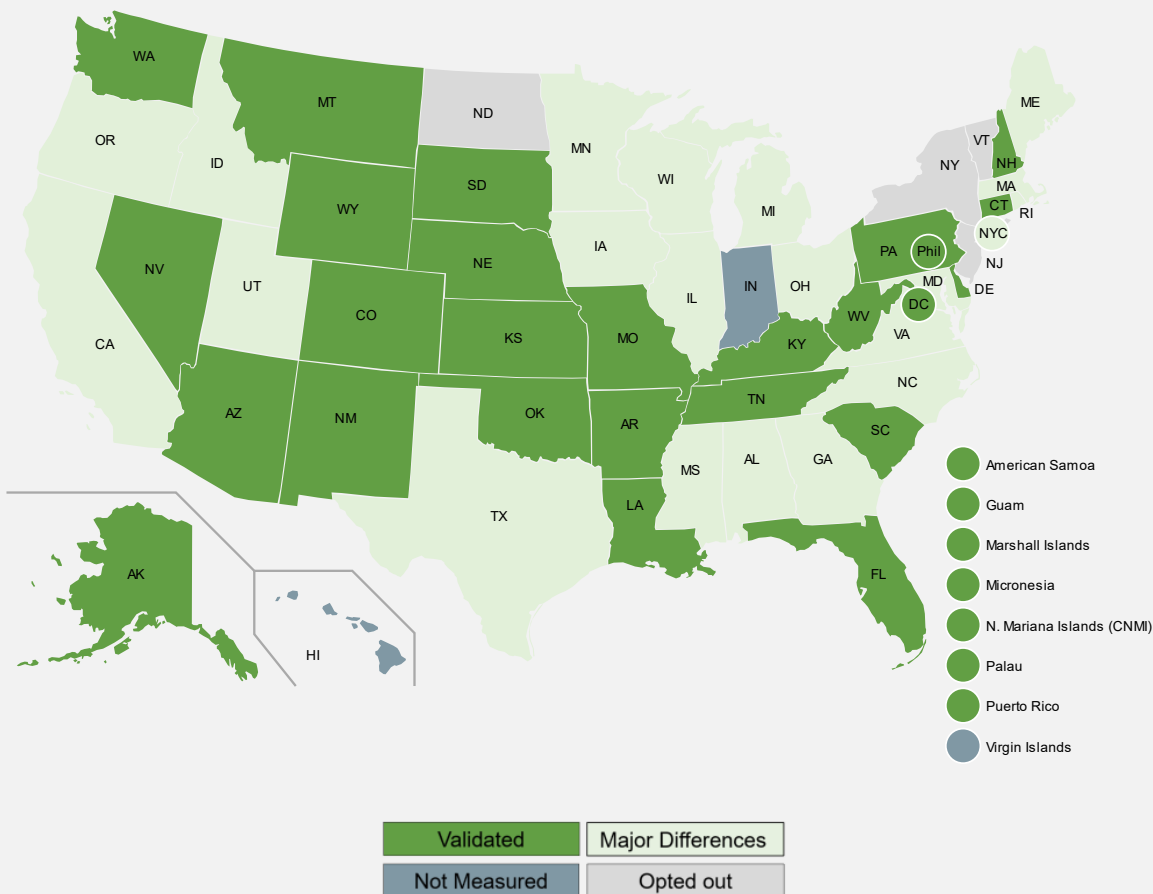 WA
MT
ND
ME
OR
ID
MN
VT
NH
NY
WI
MA
SD
MI
CT
RI
WY
NYC
IA
PA
Phil
NE
NJ
NV
UT
IL
IN
OH
MD
DE
DC
CO
WV
CA
KS
MO
KY
VA
NC
TN
AZ
NM
OK
AR
SC
MS
AL
GA
American Samoa
LA
Guam
TX
Marshall Islands
AK
FL
Micronesia
N. Mariana Islands (CNMI)
HI
Palau
Puerto Rico
Virgin Islands
Validated
Major Differences
Not Measured
Opted out